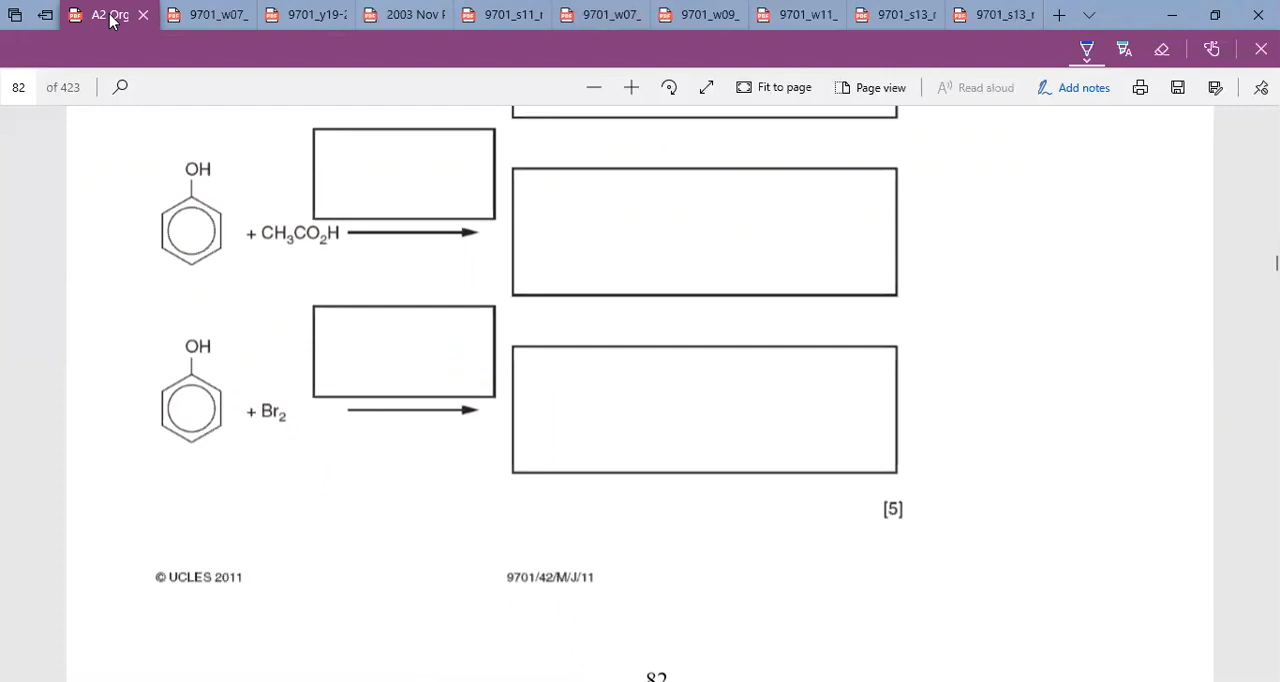 A2 Org 9701_w07_ 9701_y19-2 2003 Nov 9701_s11_ 9701_w07_ 9701_w09_ 9701_w11_ 9701_s13_ 9701_s13_
82 of 423 Fit to page Page view Read aloud Add notes
OH
+ CH3CO2H
OH
+ Br2
[5]
© UCLES 2011 9701/42/M/J/11
82